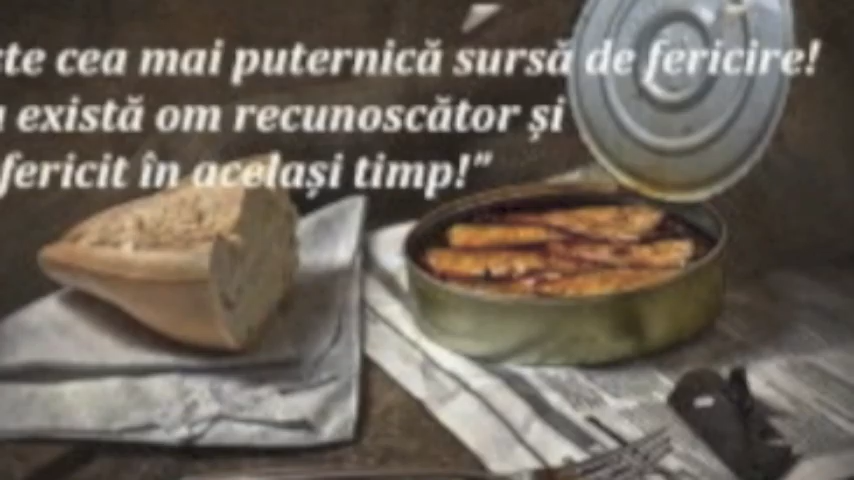 cea mai puternică sursă de fericire!
există om recunoscător și
fericit în același timp!”